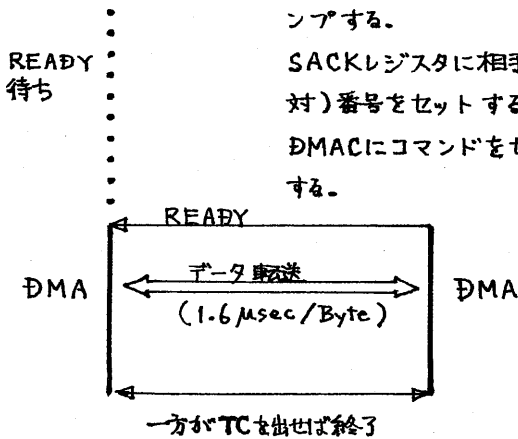 ンプする。
READY
待ち
SACKレジスタに相手
対)番号をセットする
DMACにコマンドをセ
する。
READY
DMA
データ転送
(1.6μsec/Byte)
DMA
一方がTCを出せば終了